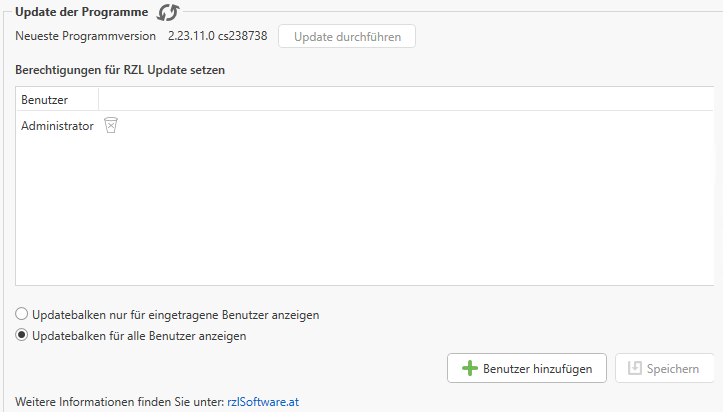 Update der Programme
Neueste Programmversion 2.23.11.0 cs238738 Update durchführen
Berechtigungen für RZL Update setzen
Benutzer
Administrator
Updatebalken nur für eingetragene Benutzer anzeigen
Updatebalken für alle Benutzer anzeigen
Benutzer hinzufügen Speichern
Weitere Informationen finden Sie unter: rzlSoftware.at